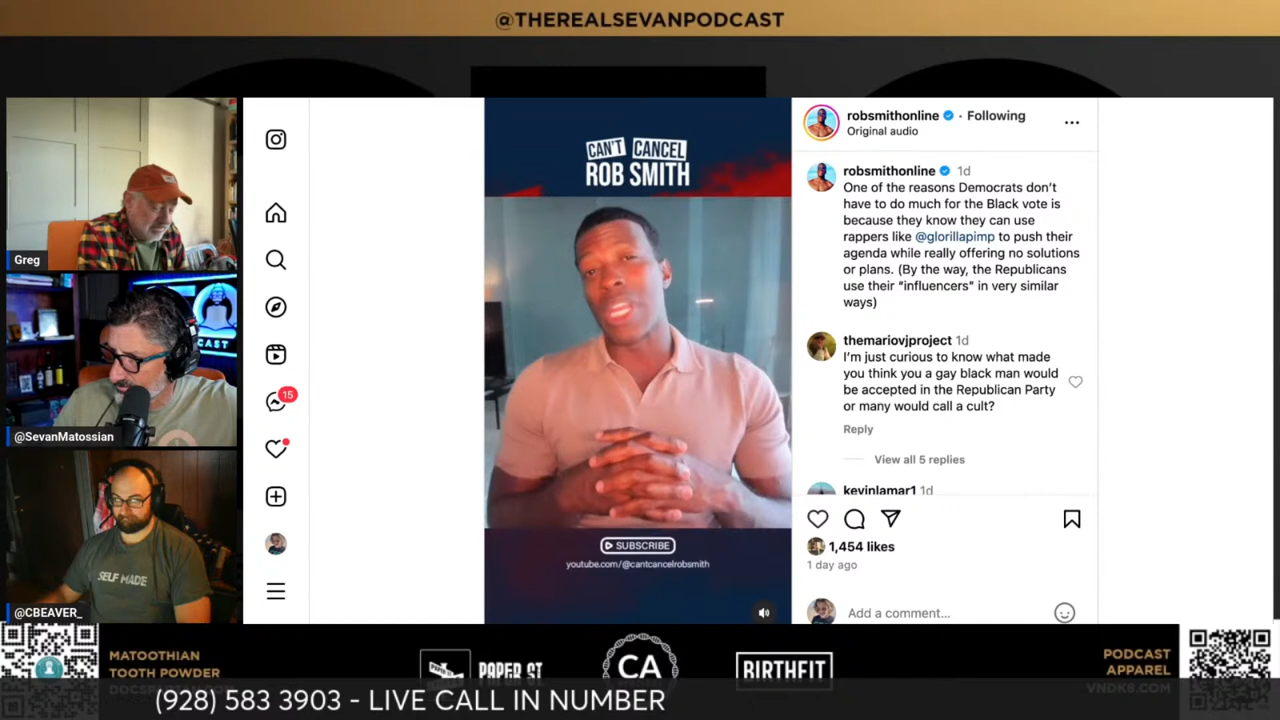 @THEREALSEVANPODCAST
Greg
CAST
@SevanMatossian
SELF MADE
@CBEAVER_
15
CAN'T CANCEL
ROB SMITH
SUBSCRIBE
youtube.com/@cantcancelrobsmith
robsmithonline • Following
Original audio
robsmithonline 1d
One of the reasons Democrats don't
have to do much for the Black vote is
because they know they can use
rappers like @glorillapimp to push their
agenda while really offering no solutions
or plans. (By the way, the Republicans
use their "influencers" in very similar
ways)
themariovjproject 1d
I'm just curious to know what made
you think you a gay black man would
be accepted in the Republican Party
or many would call a cult?
Reply
View all 5 replies
kevinlamar1 1d
1,454 likes
1 day ago
Add a comment...
MATOOTHIAN
TOOTH POWDER
PAPER ST
CA
BIRTHFIT
PODCAST
APPAREL
VNDK8.COM
(928) 583 3903 - LIVE CALL IN NUMBER